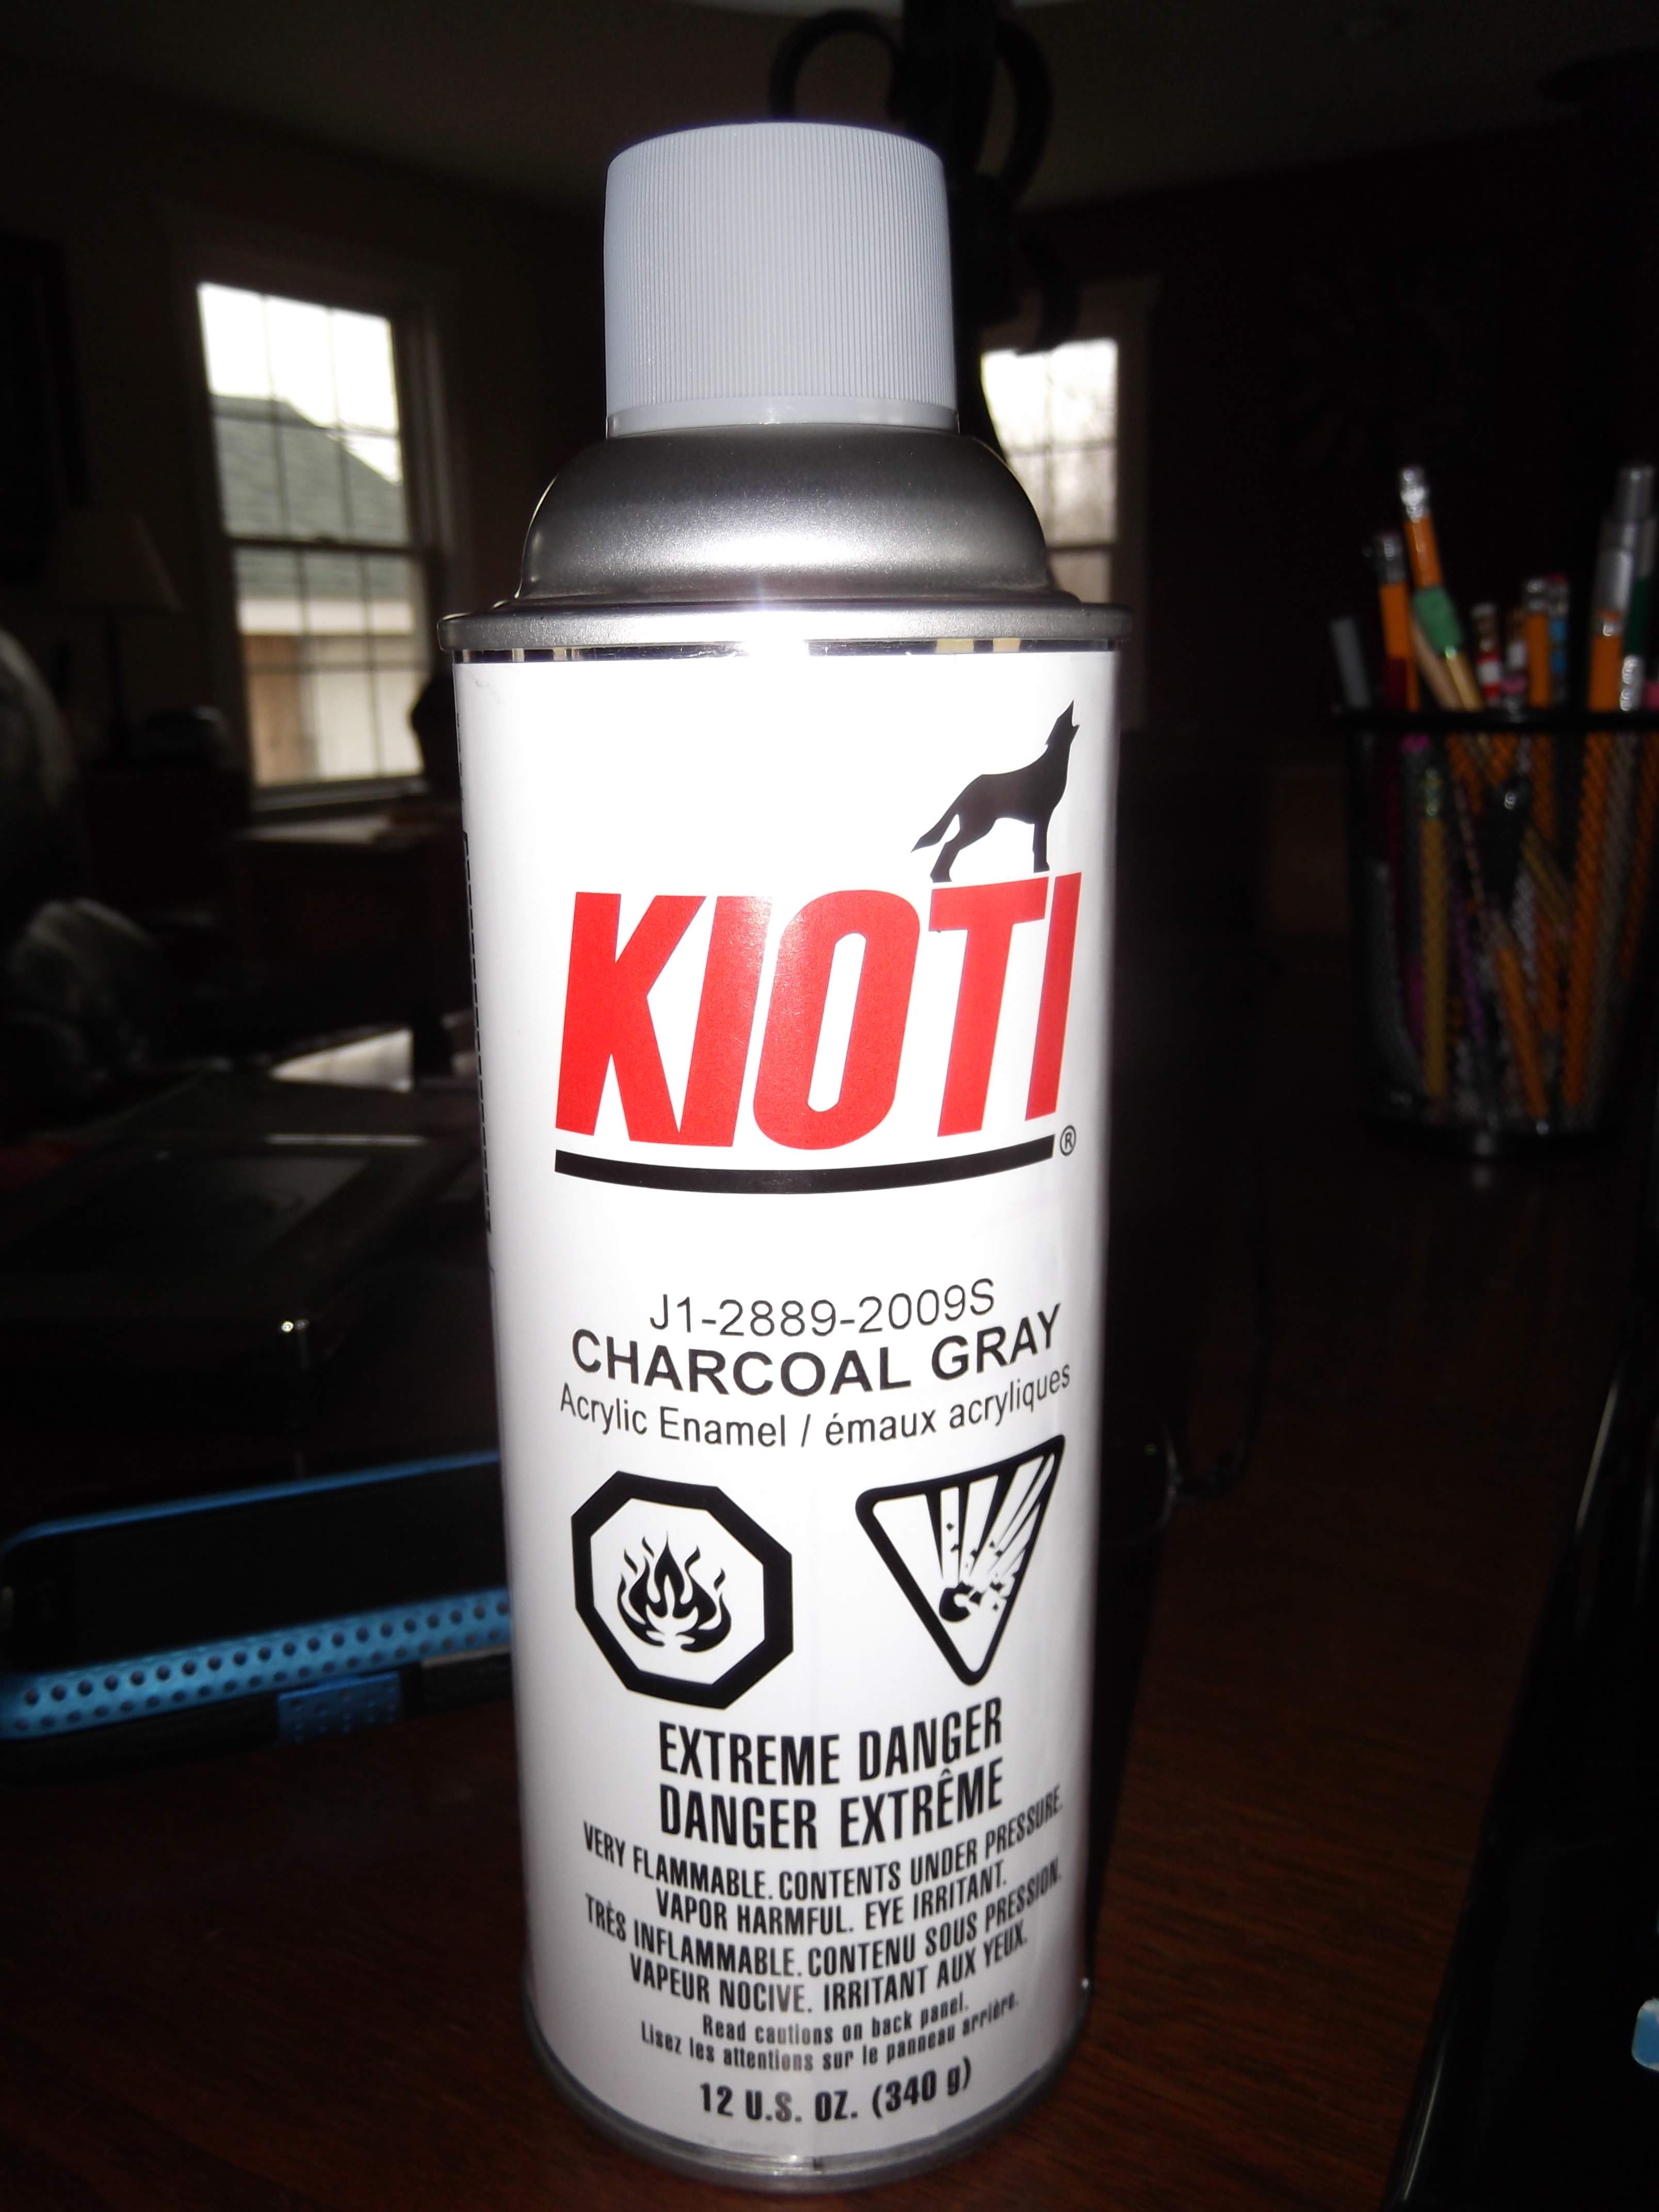 KIOTI®
J1-2889-2009S
CHARCOAL GRAY
Acrylic Enamel / émaux acryliques
EXTREME DANGER
DANGER EXTRÊME
VERY FLAMMABLE. CONTENTS UNDER PRESSURE.
VAPOR HARMFUL. EYE IRRITANT.
TRÈS INFLAMMABLE. CONTENU SOUS PRESSION.
VAPEUR NOCIVE. IRRITANT AUX YEUX.
Read cautions on back panel.
Lisez les attentions sur le panneau arrière.
12 U.S. OZ. (340 g)